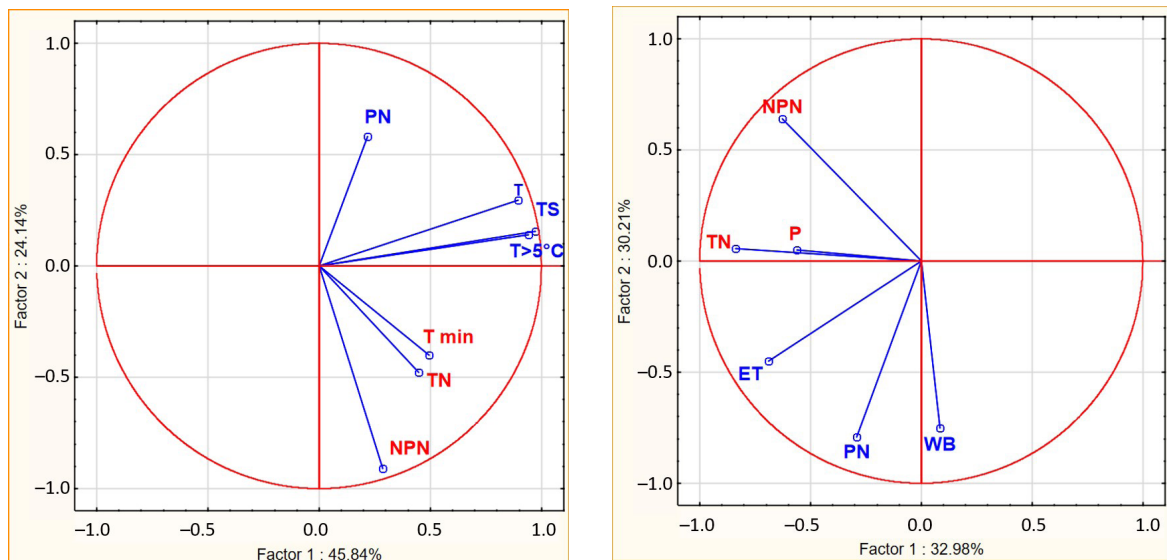 1.0
PN
0.5
T
TS
T>5°C
0.0
T min
TN
−0.5
NPN
−1.0
−1.0
−0.5
0.0
0.5
1.0
Factor 2 : 24.14%
Factor 1 : 45.84%
1.0
NPN
0.5
TN
P
0.0
ET
−0.5
PN
WB
−1.0
−1.0
−0.5
0.0
0.5
1.0
Factor 2 : 30.21%
Factor 1 : 32.98%